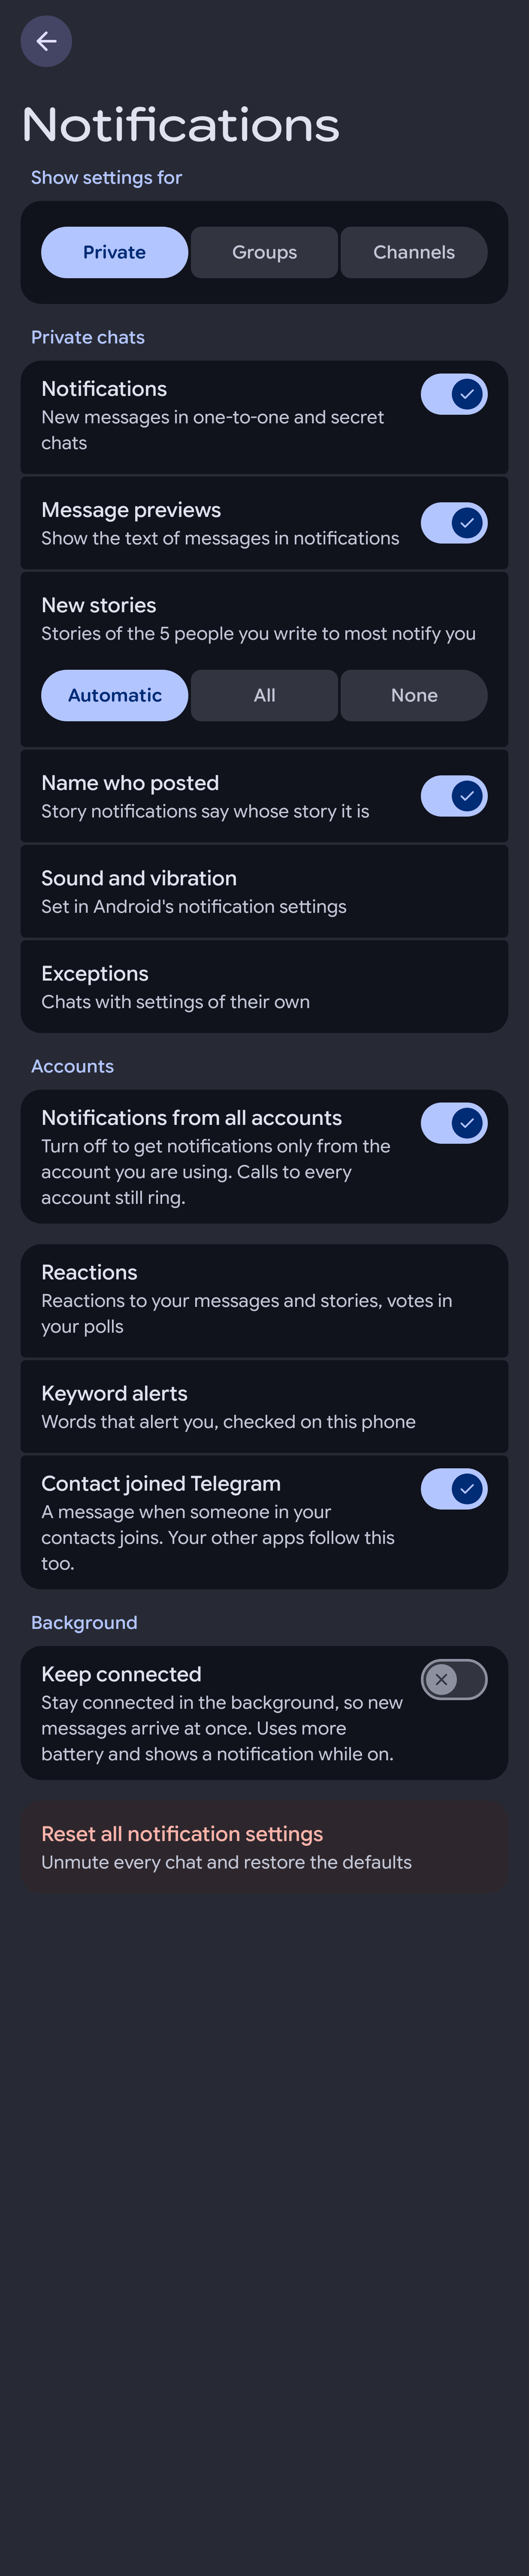 Notifications
Show settings for
Private
Groups
Channels
Private chats
Notifications
New messages in one-to-one and secret
chats
Message previews
Show the text of messages in notifications
New stories
Stories of the 5 people you write to most notify you
Automatic
All
None
Name who posted
Story notifications say whose story it is
Sound and vibration
Set in Android's notification settings
Exceptions
Chats with settings of their own
Accounts
Notifications from all accounts
Turn off to get notifications only from the
account you are using. Calls to every
account still ring.
Reactions
Reactions to your messages and stories, votes in
your polls
Keyword alerts
Words that alert you, checked on this phone
Contact joined Telegram
A message when someone in your
contacts joins. Your other apps follow this
too.
Background
Keep connected
Stay connected in the background, so new
messages arrive at once. Uses more
battery and shows a notification while on.
Reset all notification settings
Unmute every chat and restore the defaults